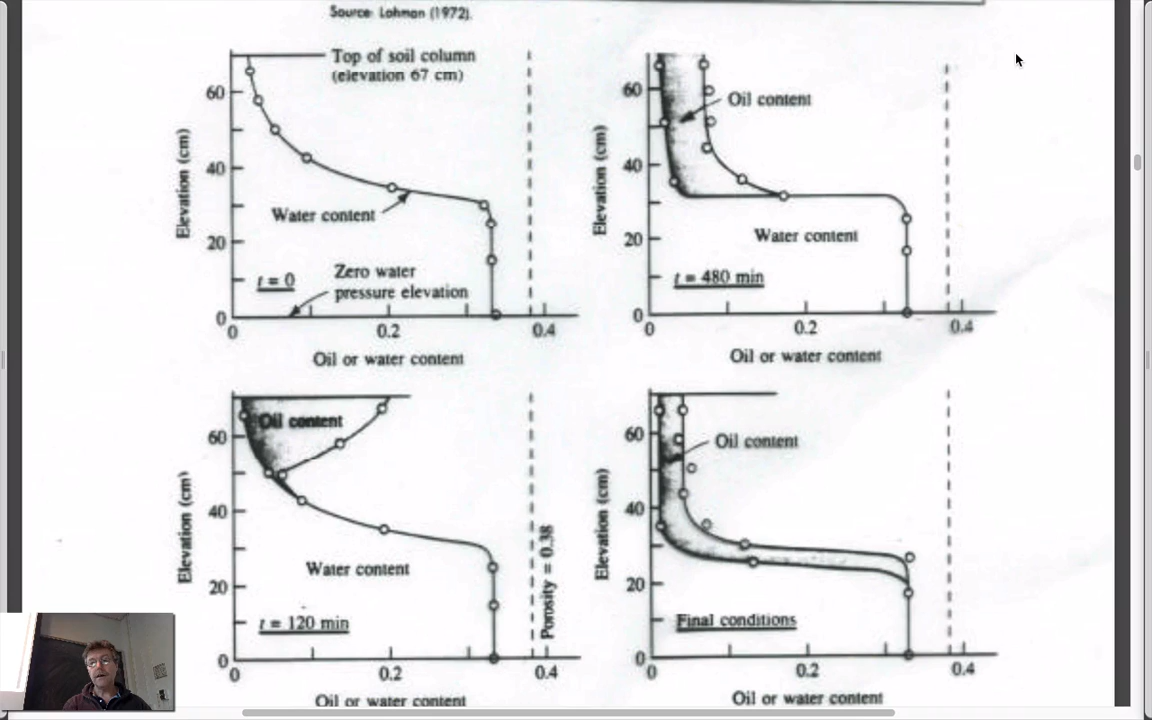 Source: Lohman (1972).
Top of soil column
(elevation 67 cm)
60
40
20
0
Elevation (cm)
Water content
t = 0
Zero water
pressure elevation
0
0.2
0.4
Oil or water content
60
40
20
0
Elevation (cm)
Oil content
Water content
t = 480 min
0
0.2
0.4
Oil or water content
60
40
20
0
Elevation (cm)
Oil content
Water content
t = 120 min
Porosity = 0.38
0
0.2
0.4
Oil or water content
60
40
20
0
Elevation (cm)
Oil content
Final conditions
0
0.2
0.4
Oil or water content